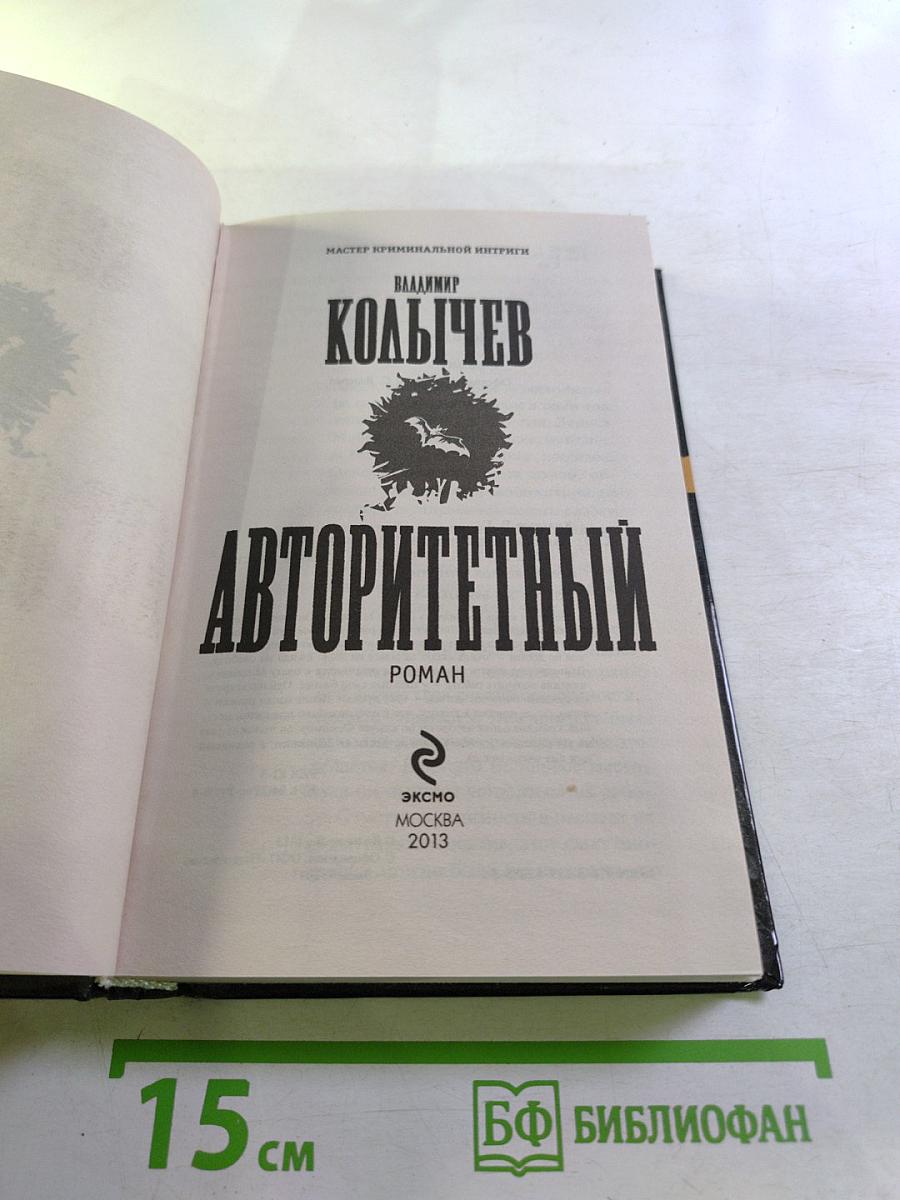 МАСТЕР КРИМИНАЛЬНОЙ ИНТРИГИ
ВЛАДИМИР
КОЛЫЧЕВ
АВТОРИТЕТНЫЙ
РОМАН
ЭКСМО
МОСКВА
2013
15 см
БФ БИБЛИОФАН